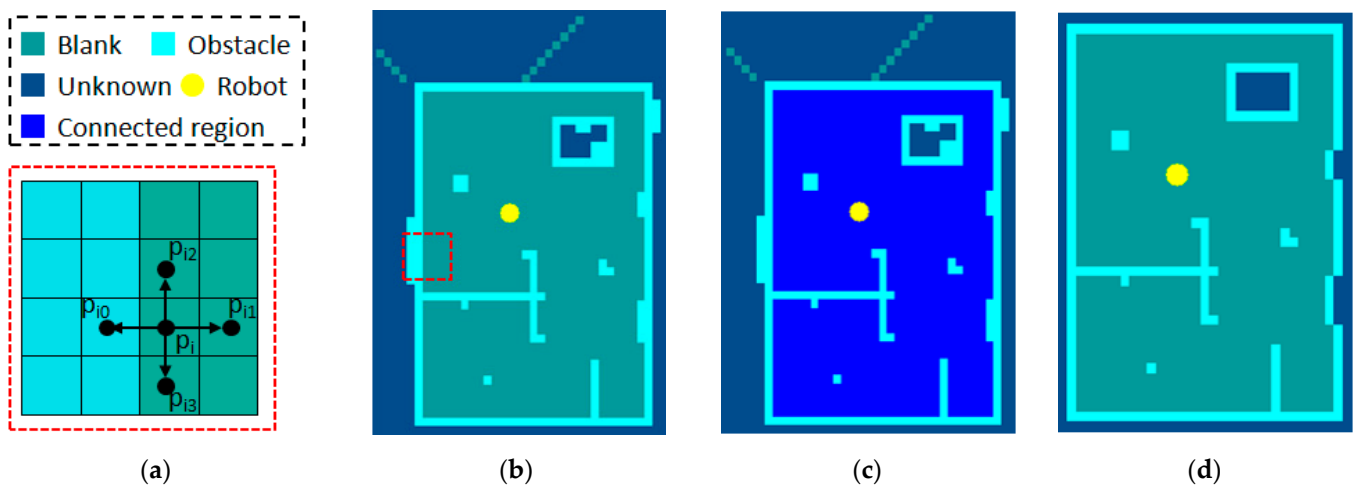 Blank Obstacle
Unknown Robot
Connected region
pi2
pi0 pi1
pi
pi3
(a) (b) (c) (d)